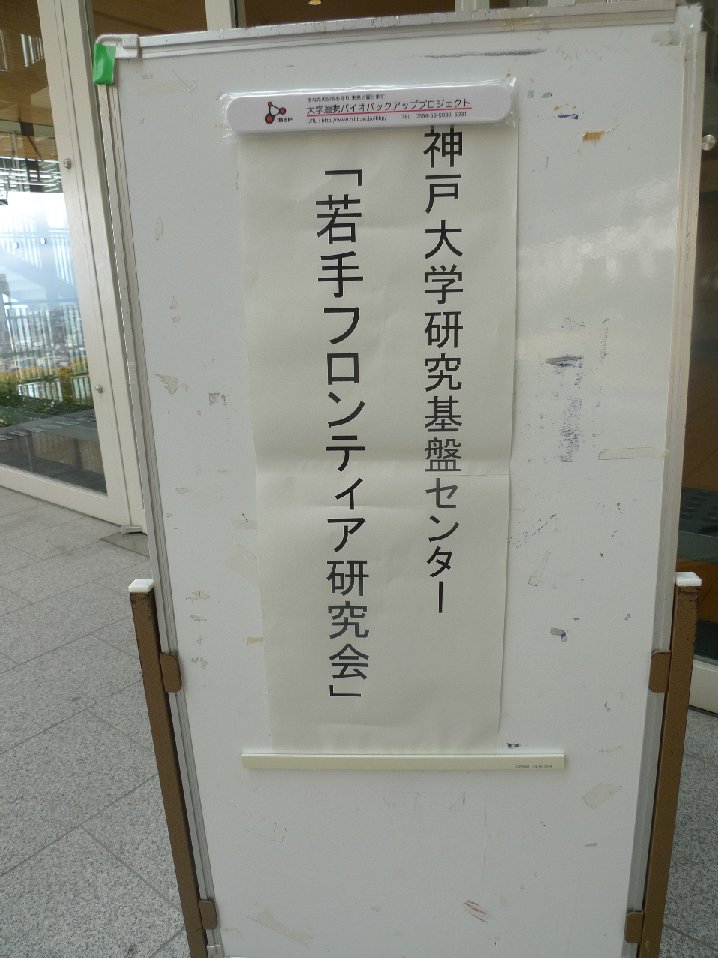 大学連携バイオバックアッププロジェクト
神戸大学研究基盤センター
「若手フロンティア研究会」